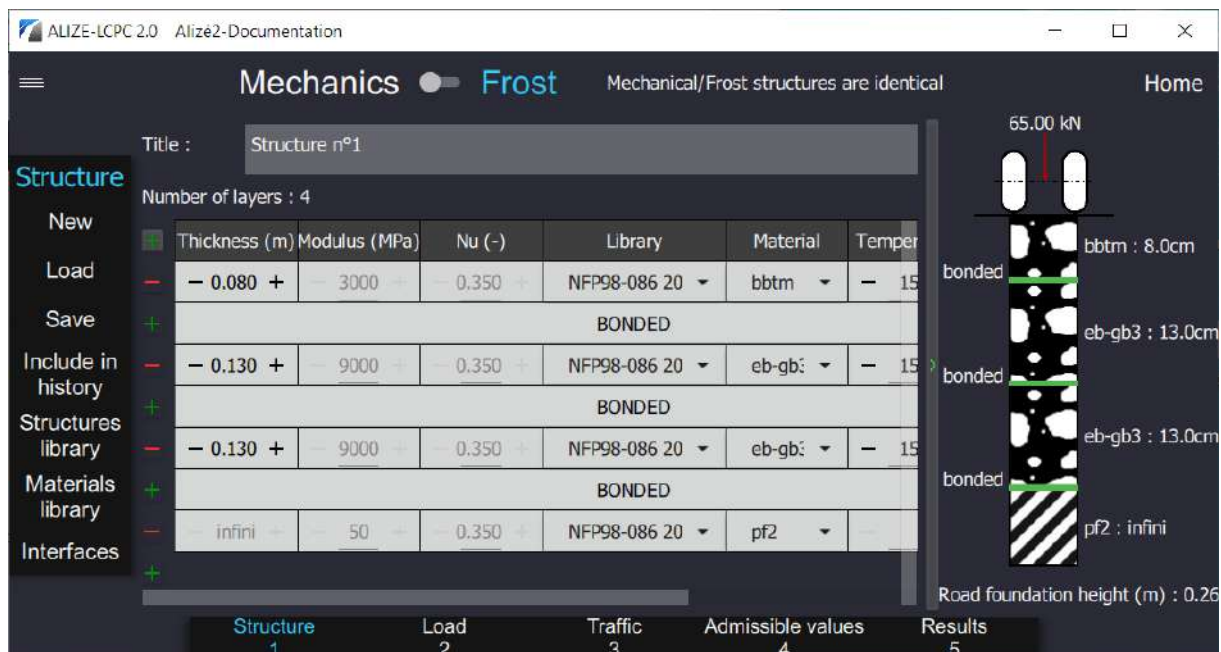 ALIZE-LCPC 2.0 Alizé2-Documentation
Mechanics Frost Mechanical/Frost structures are identical Home
Title : Structure n°1
Number of layers : 4
Structure
New
Load
Save
Include in
history
Structures
library
Materials
library
Interfaces
Thickness (m) Modulus (MPa) Nu (-) Library Material Temper
− 0.080 + − 3000 + − 0.350 + NFP98-086 20 bbtm − 15
BONDED
− 0.130 + − 9000 + − 0.350 + NFP98-086 20 eb-gb3 − 15
BONDED
− 0.130 + − 9000 + − 0.350 + NFP98-086 20 eb-gb3 − 15
BONDED
− infini + − 50 + − 0.350 + NFP98-086 20 pf2 −
65.00 kN
bbtm : 8.0cm
bonded
eb-gb3 : 13.0cm
bonded
eb-gb3 : 13.0cm
bonded
pf2 : infini
Road foundation height (m) : 0.26
Structure Load Traffic Admissible values Results
1 2 3 4 5